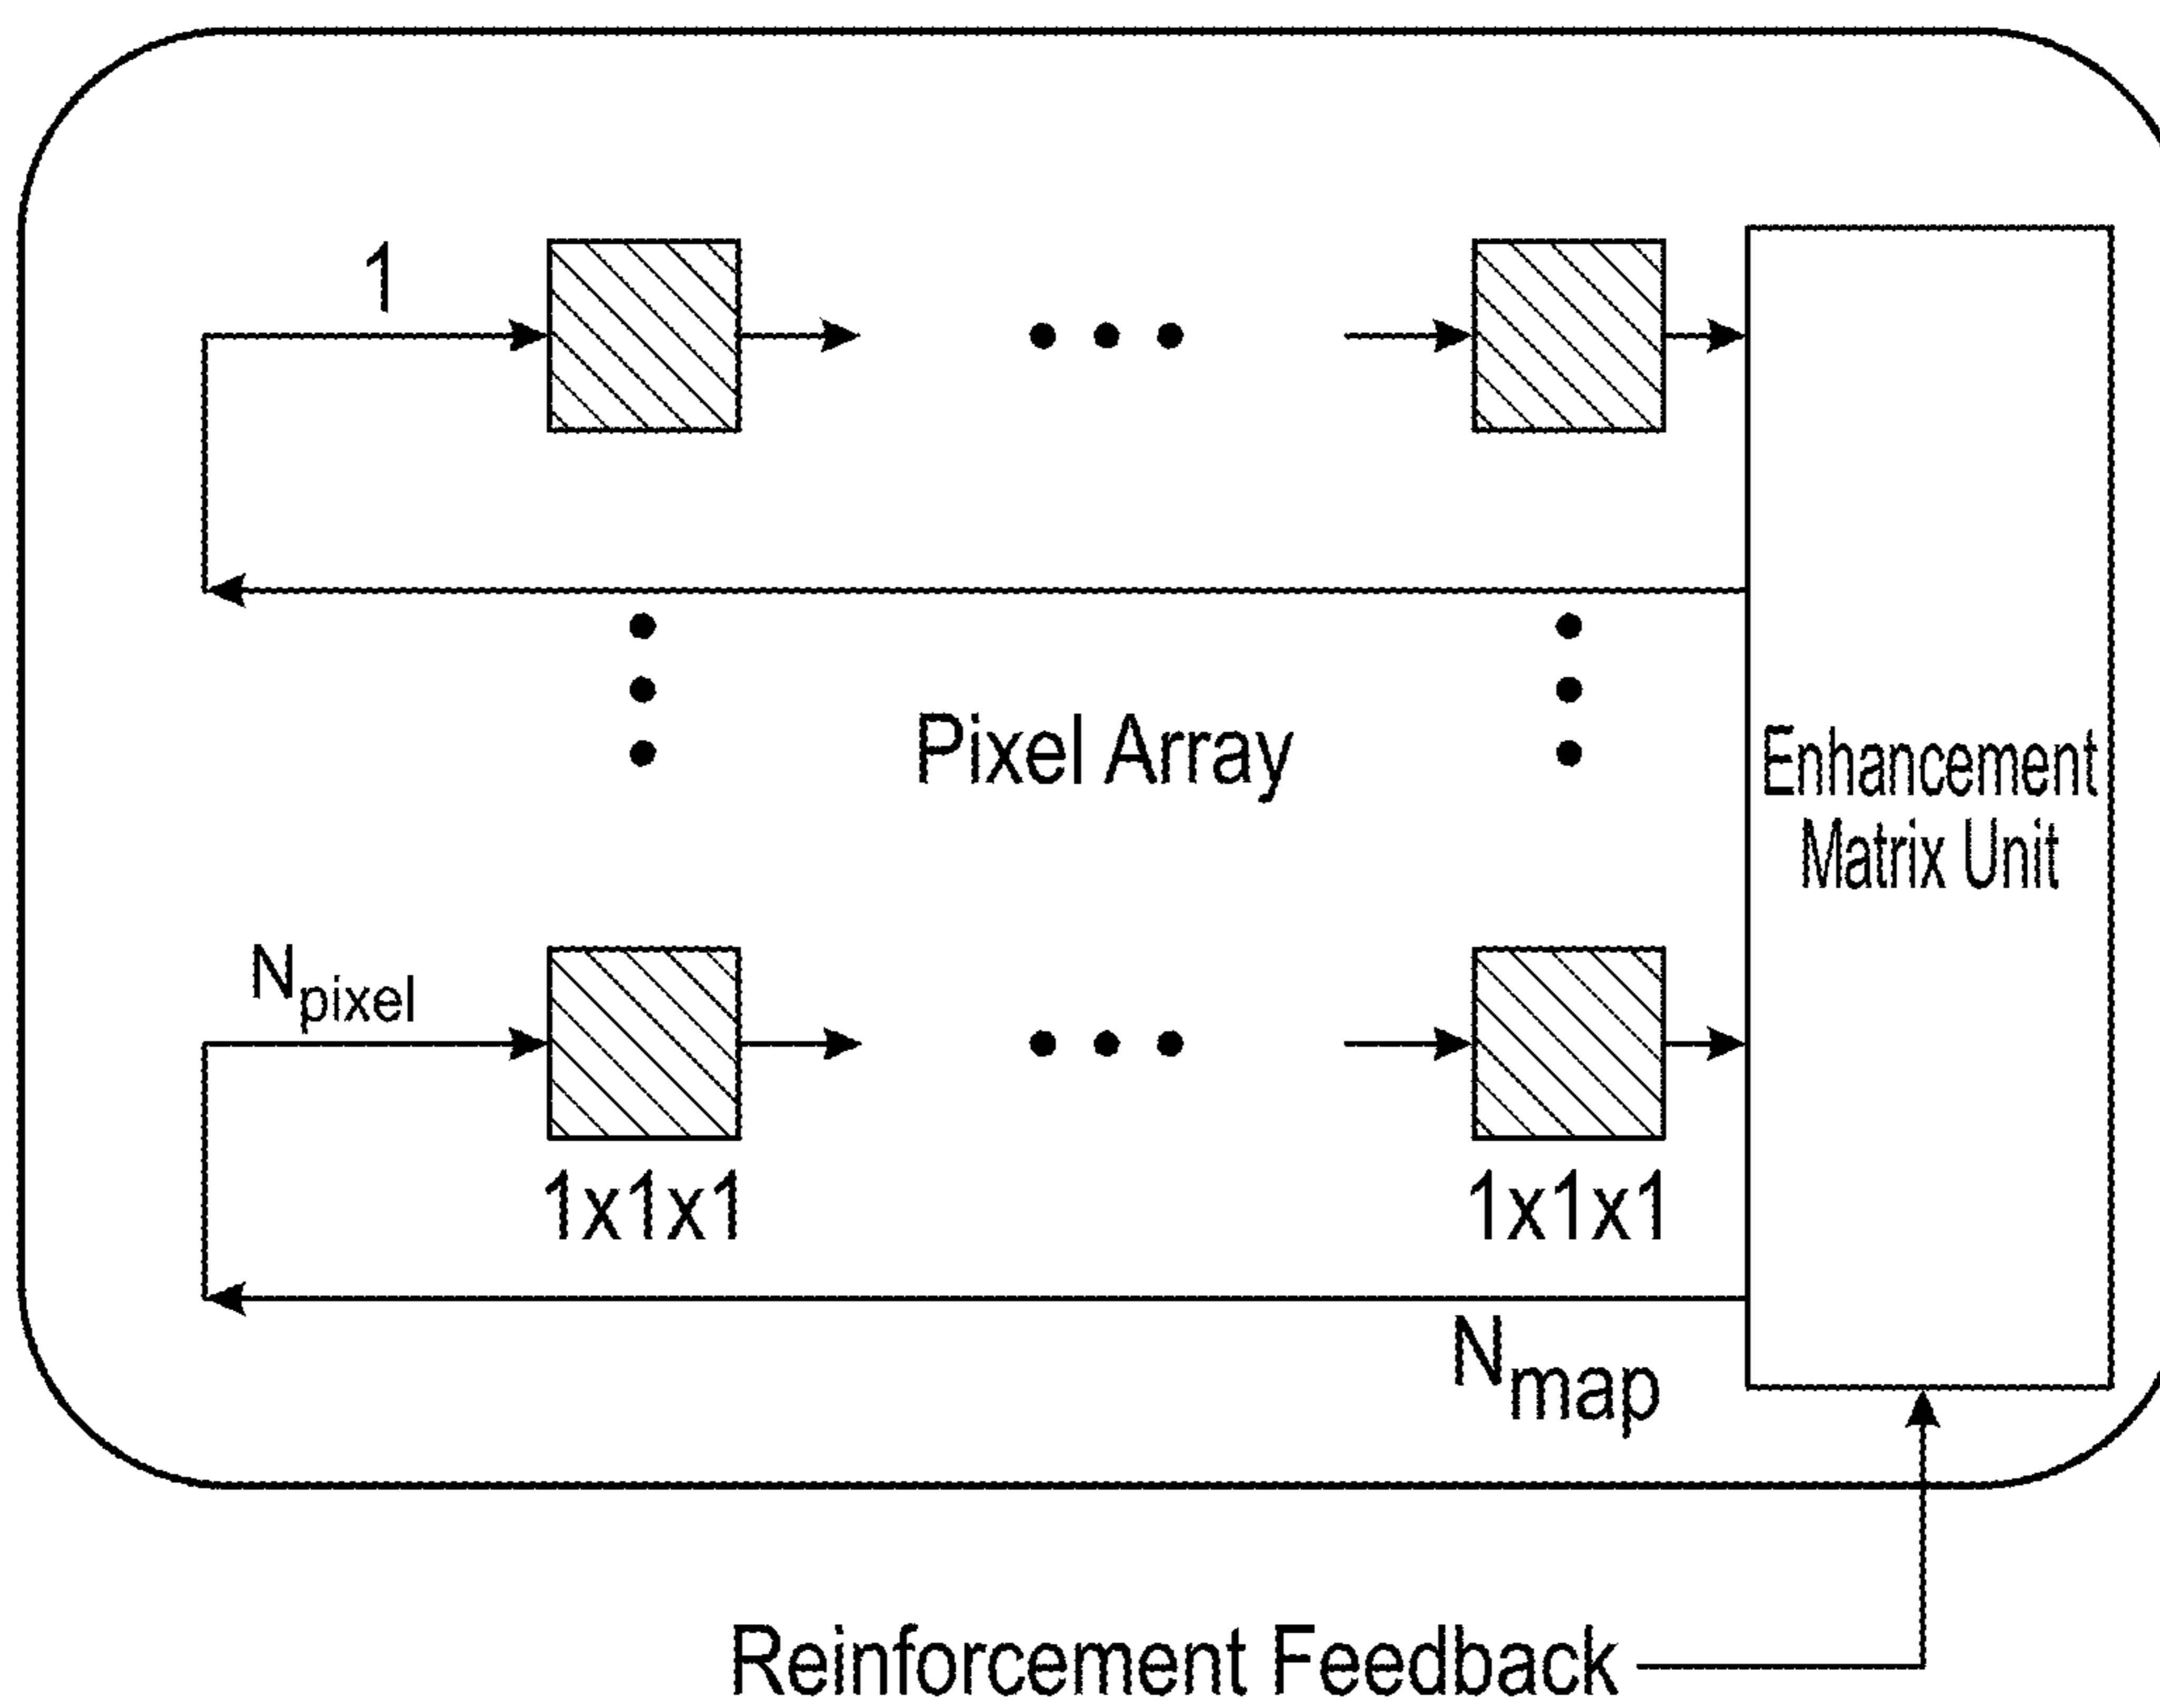 1
Pixel Array
Enhancement
Matrix Unit
Npixel
1x1x1 1x1x1
Nmap
Reinforcement Feedback